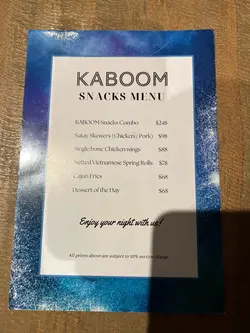 KABOOM
SNACKS MENU
KABOOM Snacks Combo $248
Satay Skewers (Chicken / Pork) $98
Single bone Chicken wings $88
Netted Vietnamese Spring Rolls $78
Cajun Fries $68
Dessert of the Day $68
Enjoy your night with us!
All prices above are subject to 10% service charge